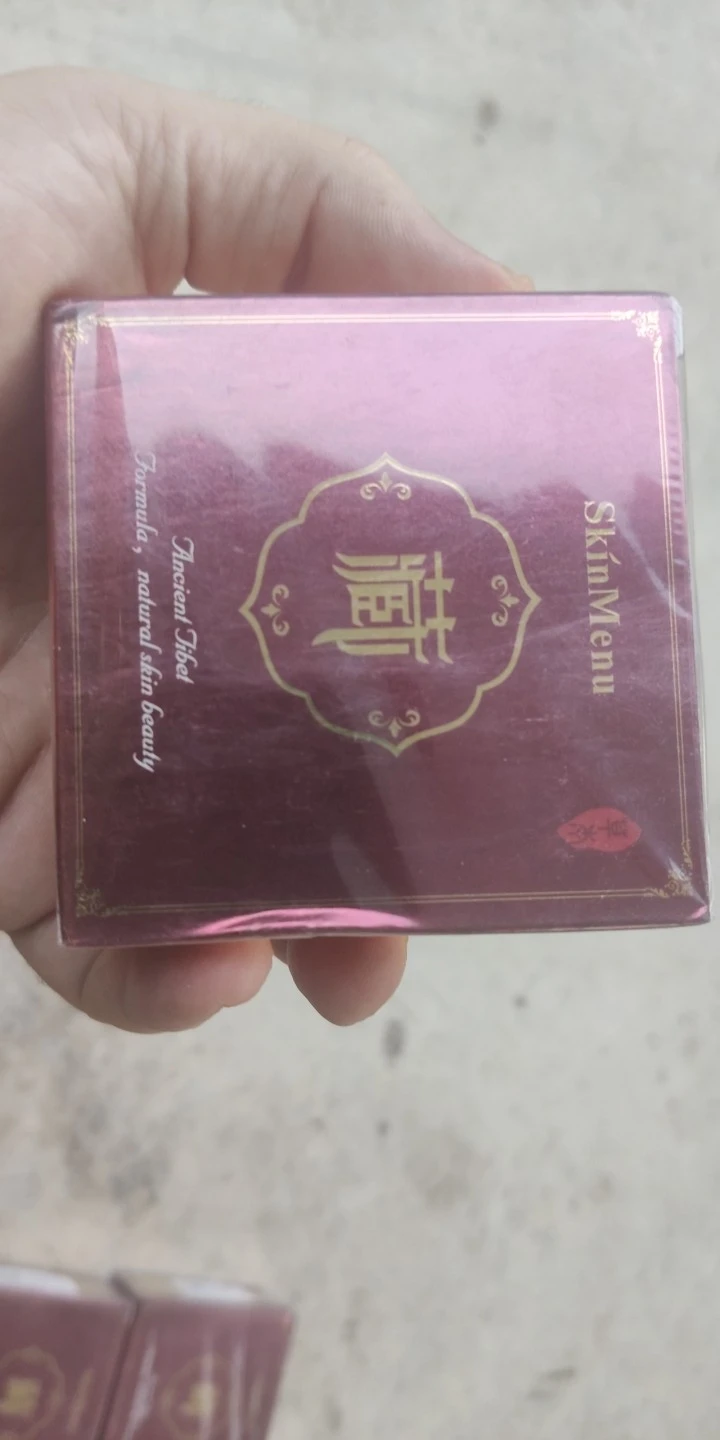 SkinMenu
藏
Ancient Tibet
Formula, natural skin beauty